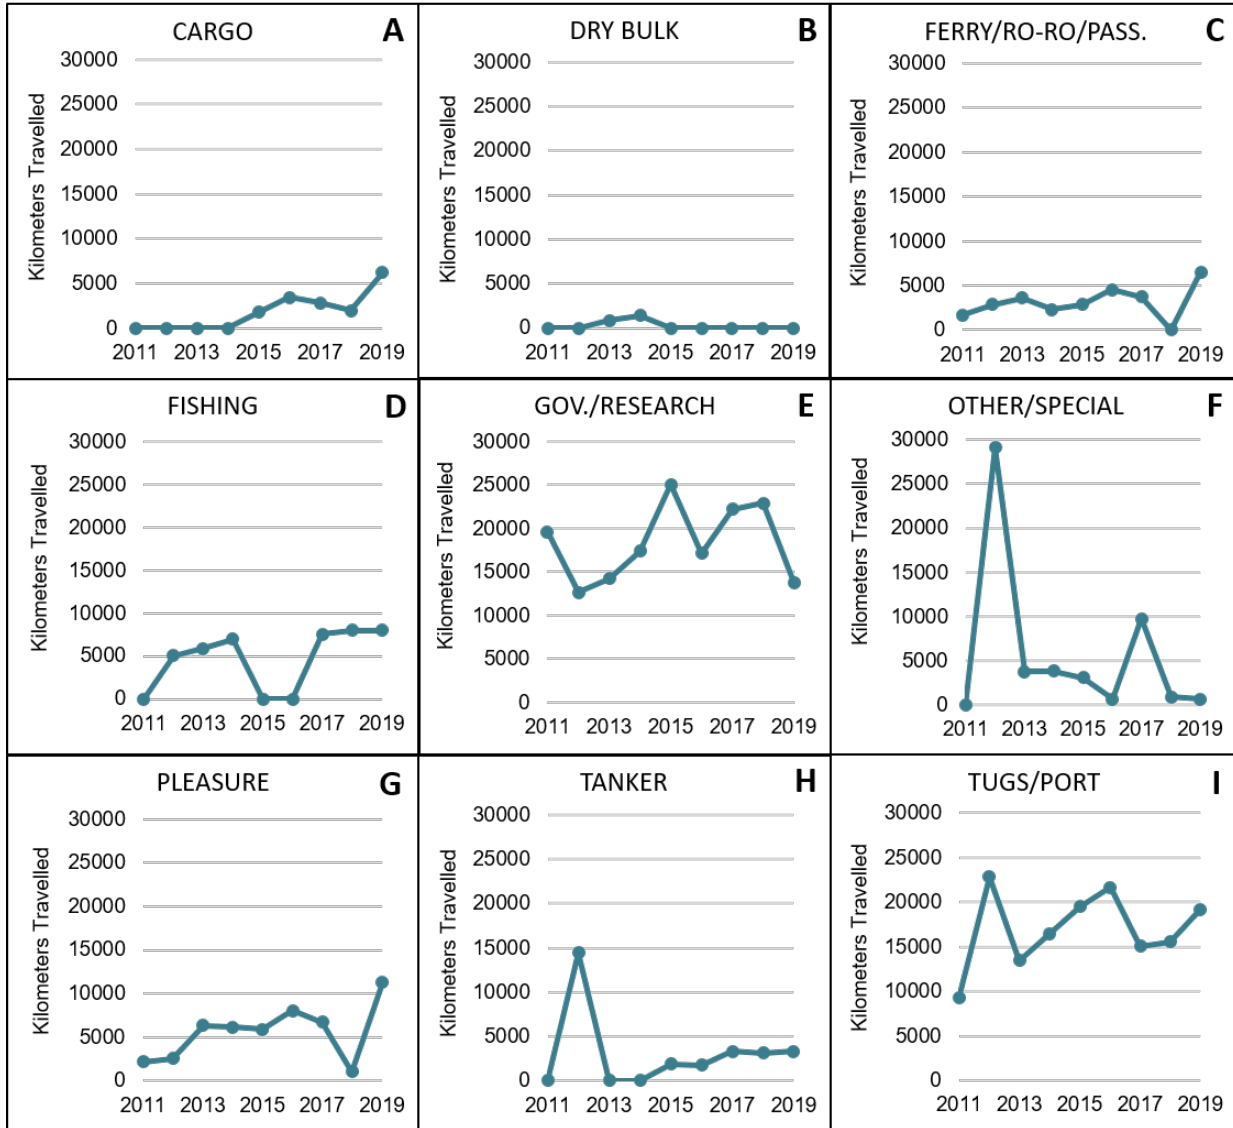 CARGO A
30000
25000
20000
15000
10000
5000
0
Kilometers Travelled
2011 2013 2015 2017 2019
DRY BULK B
30000
25000
20000
15000
10000
5000
0
Kilometers Travelled
2011 2013 2015 2017 2019
FERRY/RO-RO/PASS. C
30000
25000
20000
15000
10000
5000
0
Kilometers Travelled
2011 2013 2015 2017 2019
FISHING D
30000
25000
20000
15000
10000
5000
0
Kilometers Travelled
2011 2013 2015 2017 2019
GOV./RESEARCH E
30000
25000
20000
15000
10000
5000
0
Kilometers Travelled
2011 2013 2015 2017 2019
OTHER/SPECIAL F
30000
25000
20000
15000
10000
5000
0
Kilometers Travelled
2011 2013 2015 2017 2019
PLEASURE G
30000
25000
20000
15000
10000
5000
0
Kilometers Travelled
2011 2013 2015 2017 2019
TANKER H
30000
25000
20000
15000
10000
5000
0
Kilometers Travelled
2011 2013 2015 2017 2019
TUGS/PORT I
30000
25000
20000
15000
10000
5000
0
Kilometers Travelled
2011 2013 2015 2017 2019